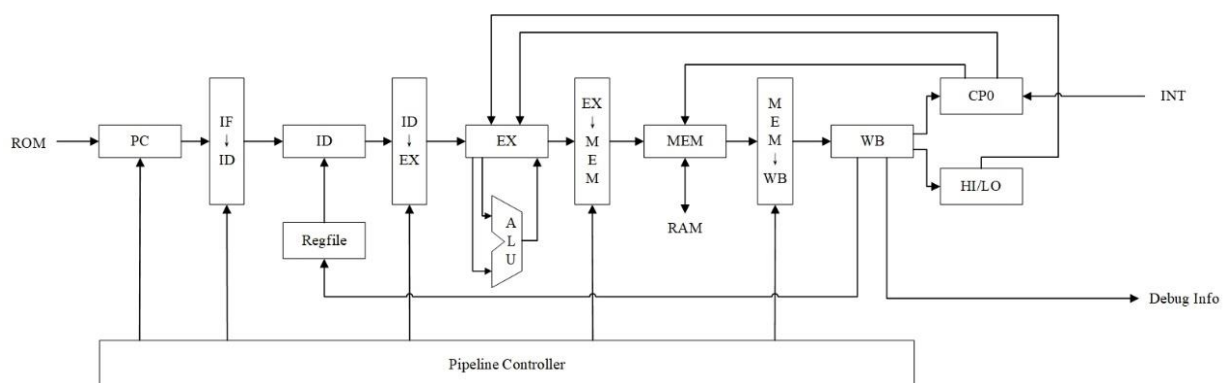 ROM
PC
IF
↓
ID
ID
Regfile
ID
↓
EX
EX
A
L
U
EX
↓
M
E
M
MEM
RAM
M
E
M
↓
WB
WB
CP0
HI/LO
INT
Debug Info
Pipeline Controller